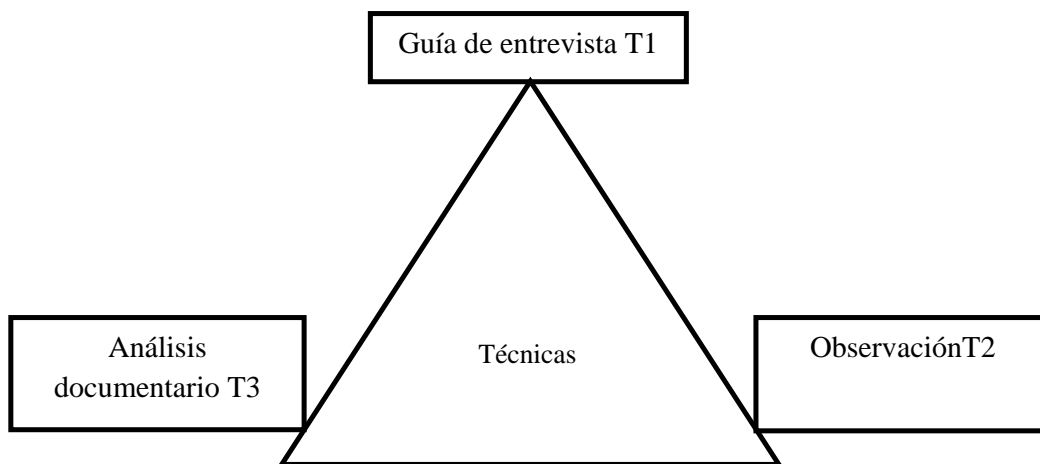 Guía de entrevista T1
Análisis
documentario T3
Técnicas
ObservaciónT2